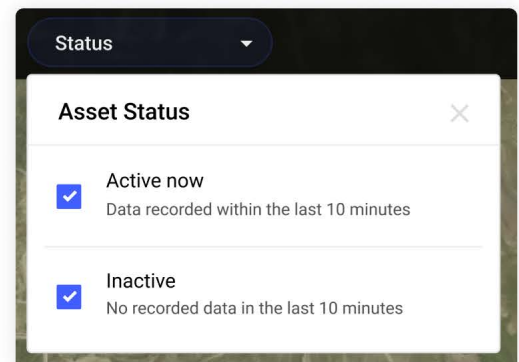 Status
Asset Status
Active now
Data recorded within the last 10 minutes
Inactive
No recorded data in the last 10 minutes